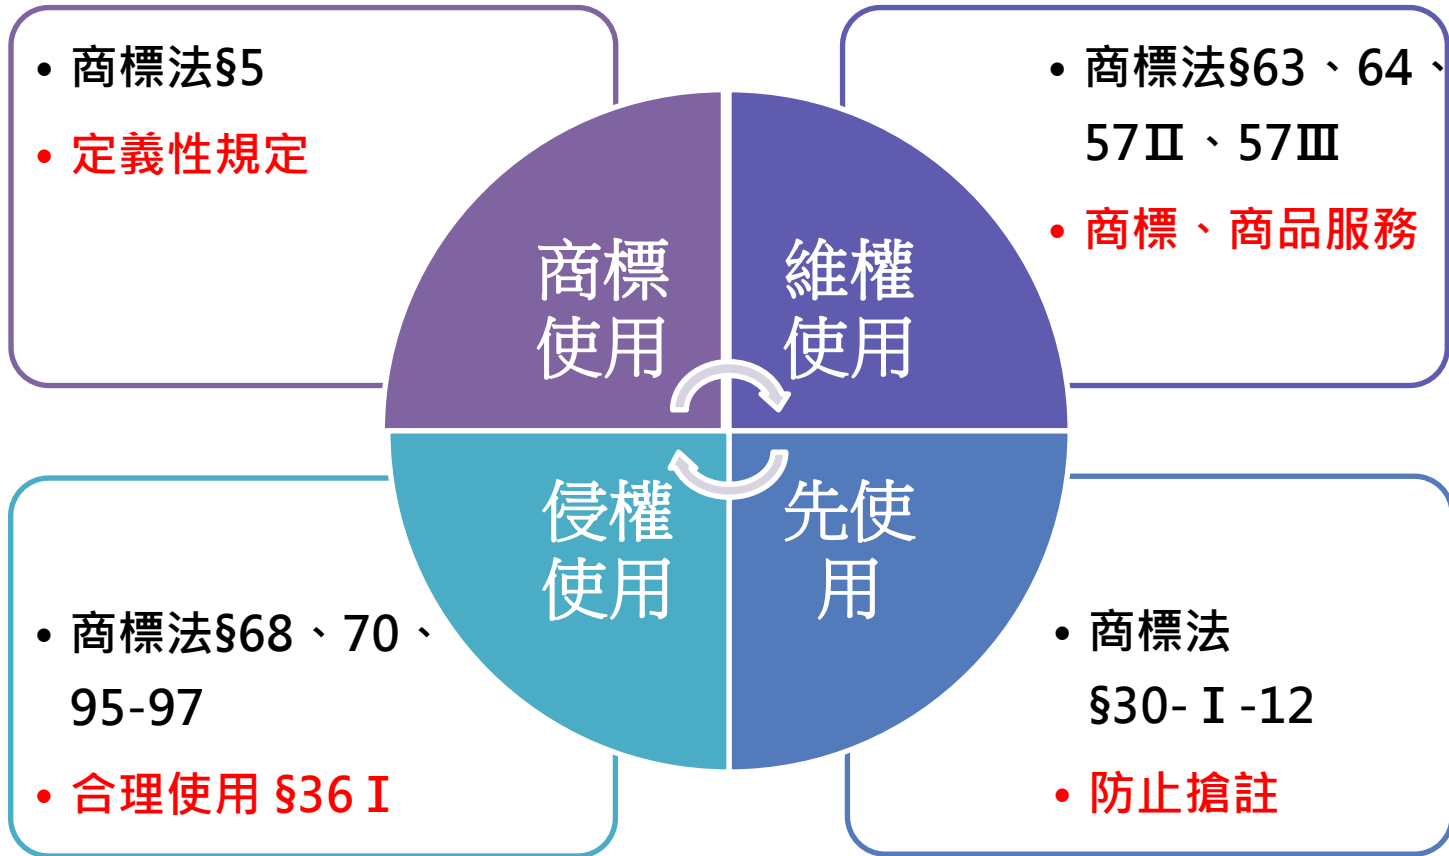 • 商標法§5
• 定義性規定
• 商標法§63、64、
57Ⅱ、57Ⅲ
• 商標、商品服務
商標
使用
維權
使用
侵權
使用
先使
用
• 商標法§68、70、
95-97
• 合理使用 §36Ⅰ
• 商標法
§30-Ⅰ-12
• 防止搶註